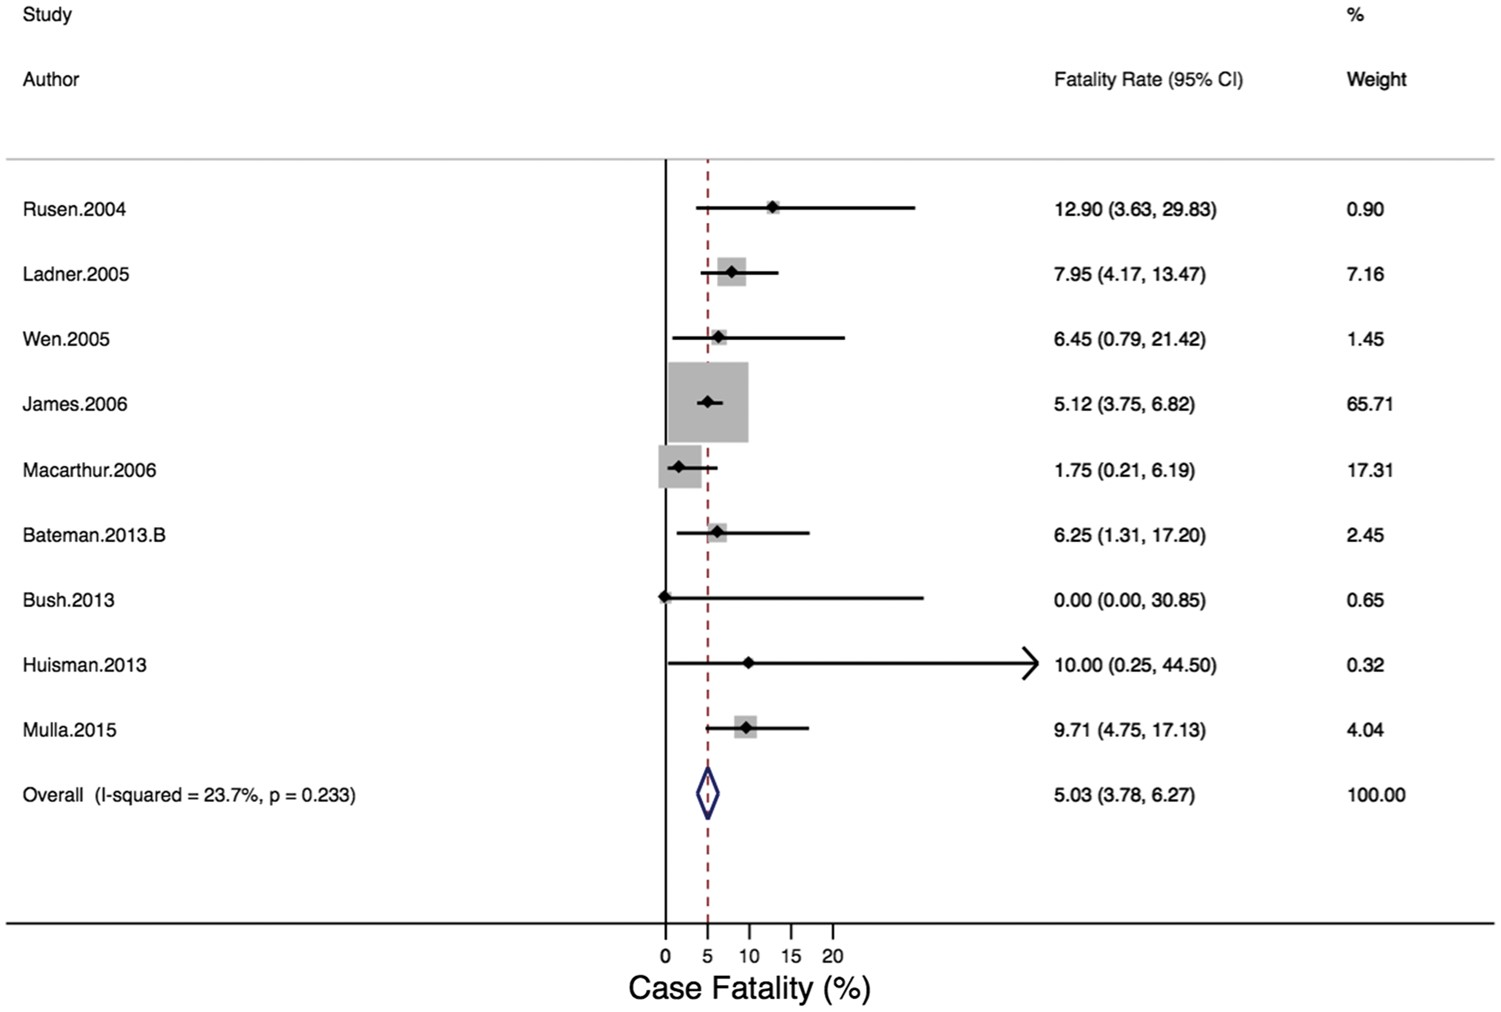 Study %
Author Fatality Rate (95% CI) Weight
Rusen.2004 12.90 (3.63, 29.83) 0.90
Ladner.2005 7.95 (4.17, 13.47) 7.16
Wen.2005 6.45 (0.79, 21.42) 1.45
James.2006 5.12 (3.75, 6.82) 65.71
Macarthur.2006 1.75 (0.21, 6.19) 17.31
Bateman.2013.B 6.25 (1.31, 17.20) 2.45
Bush.2013 0.00 (0.00, 30.85) 0.65
Huisman.2013 10.00 (0.25, 44.50) 0.32
Mulla.2015 9.71 (4.75, 17.13) 4.04
Overall (I-squared = 23.7%, p = 0.233) 5.03 (3.78, 6.27) 100.00
0 5 10 15 20
Case Fatality (%)